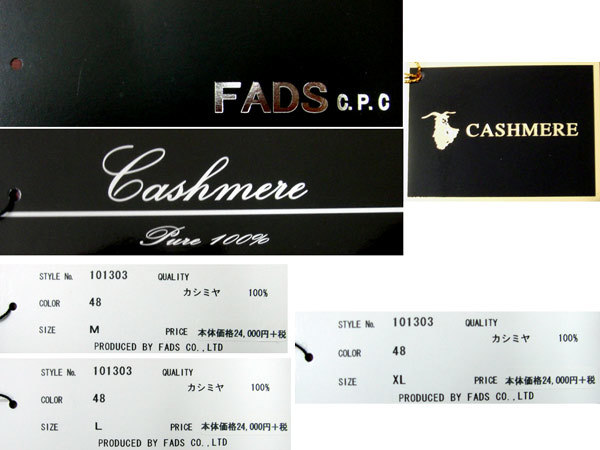 FADS C.P.C
Cashmere
Pure 100%
CASHMERE
STYLE No. 101303 QUALITY
カシミヤ 100%
COLOR 48
SIZE M PRICE 本体価格24,000円+税
PRODUCED BY FADS CO.,LTD
STYLE No. 101303 QUALITY
カシミヤ 100%
COLOR 48
SIZE L PRICE 本体価格24,000円+税
PRODUCED BY FADS CO.,LTD
STYLE No. 101303 QUALITY
カシミヤ 100%
COLOR 48
SIZE XL PRICE 本体価格24,000円+税
PRODUCED BY FADS CO.,LTD